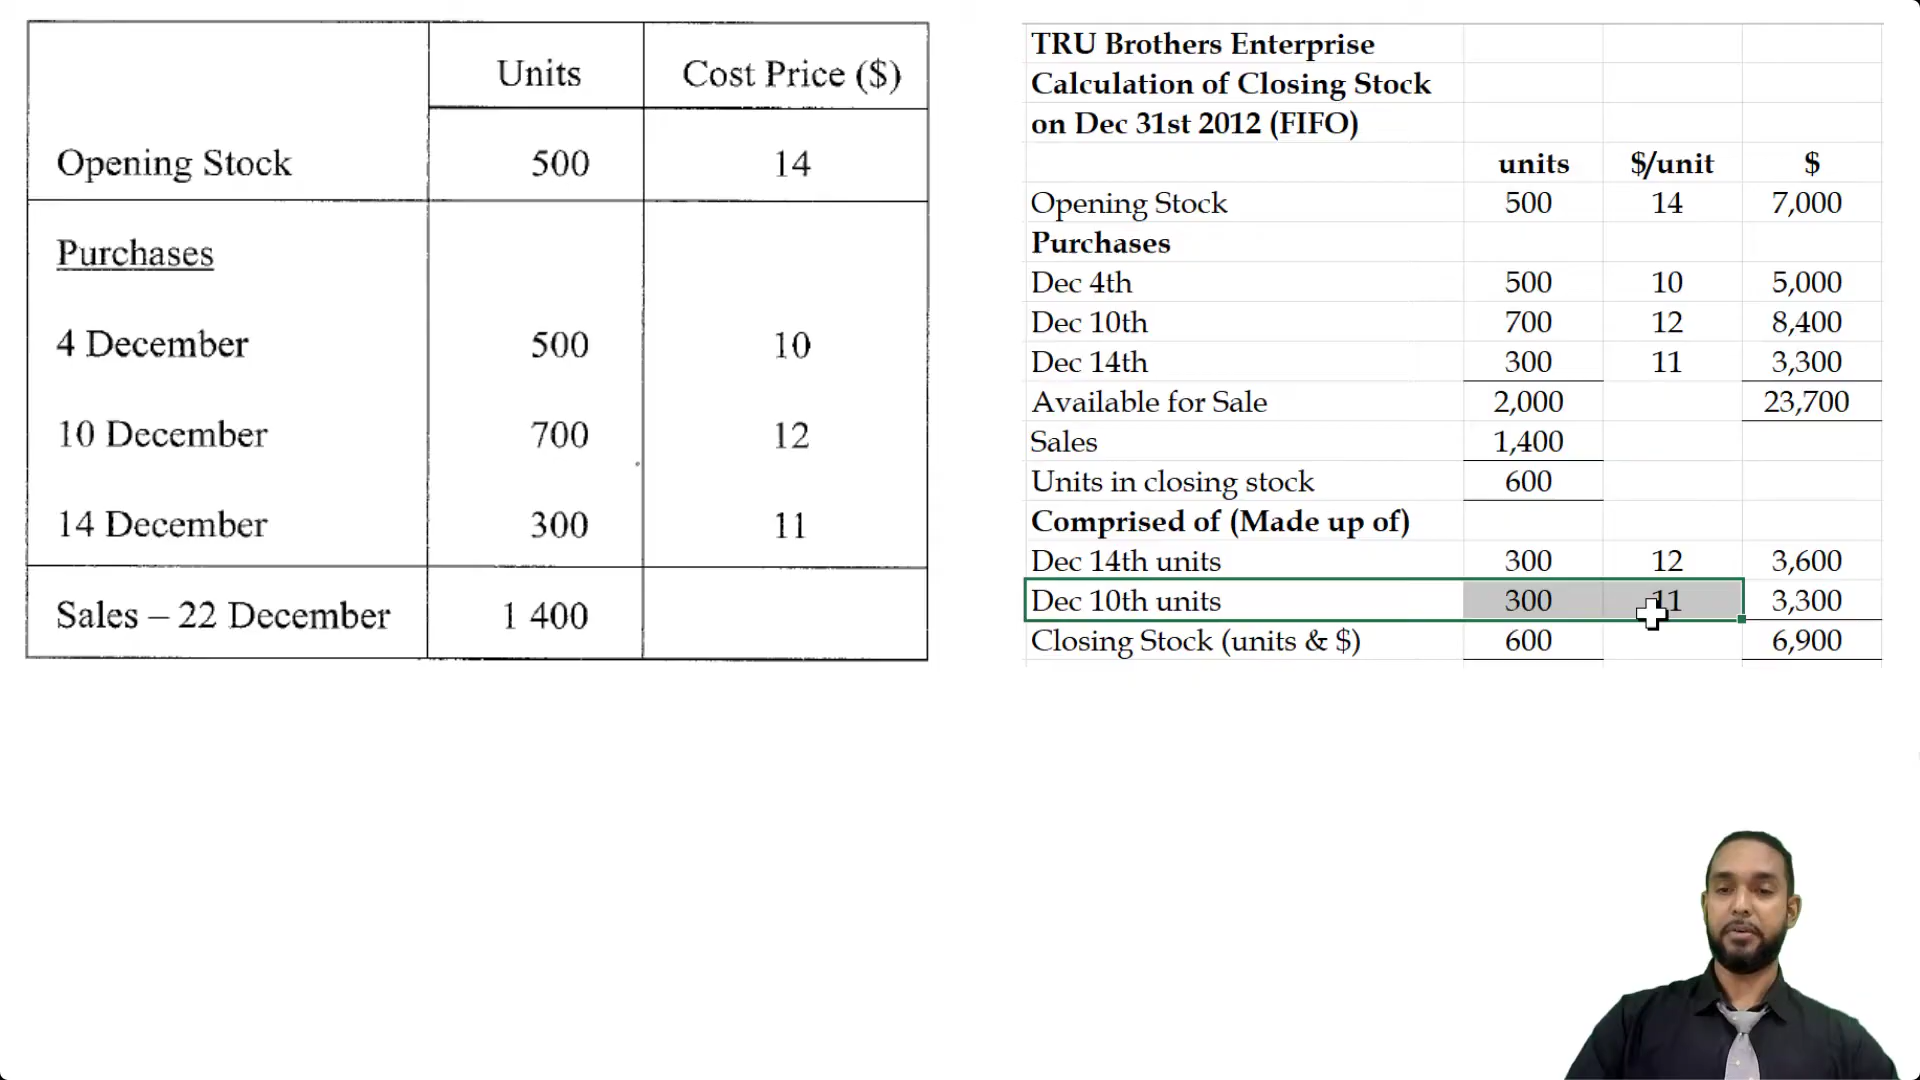 Units Cost Price ($)
Opening Stock 500 14
Purchases
4 December 500 10
10 December 700 12
14 December 300 11
Sales – 22 December 1 400
TRU Brothers Enterprise
Calculation of Closing Stock
on Dec 31st 2012 (FIFO)
units $/unit $
Opening Stock 500 14 7,000
Purchases
Dec 4th 500 10 5,000
Dec 10th 700 12 8,400
Dec 14th 300 11 3,300
Available for Sale 2,000 23,700
Sales 1,400
Units in closing stock 600
Comprised of (Made up of)
Dec 14th units 300 12 3,600
Dec 10th units 300 11 3,300
Closing Stock (units & $) 600 6,900